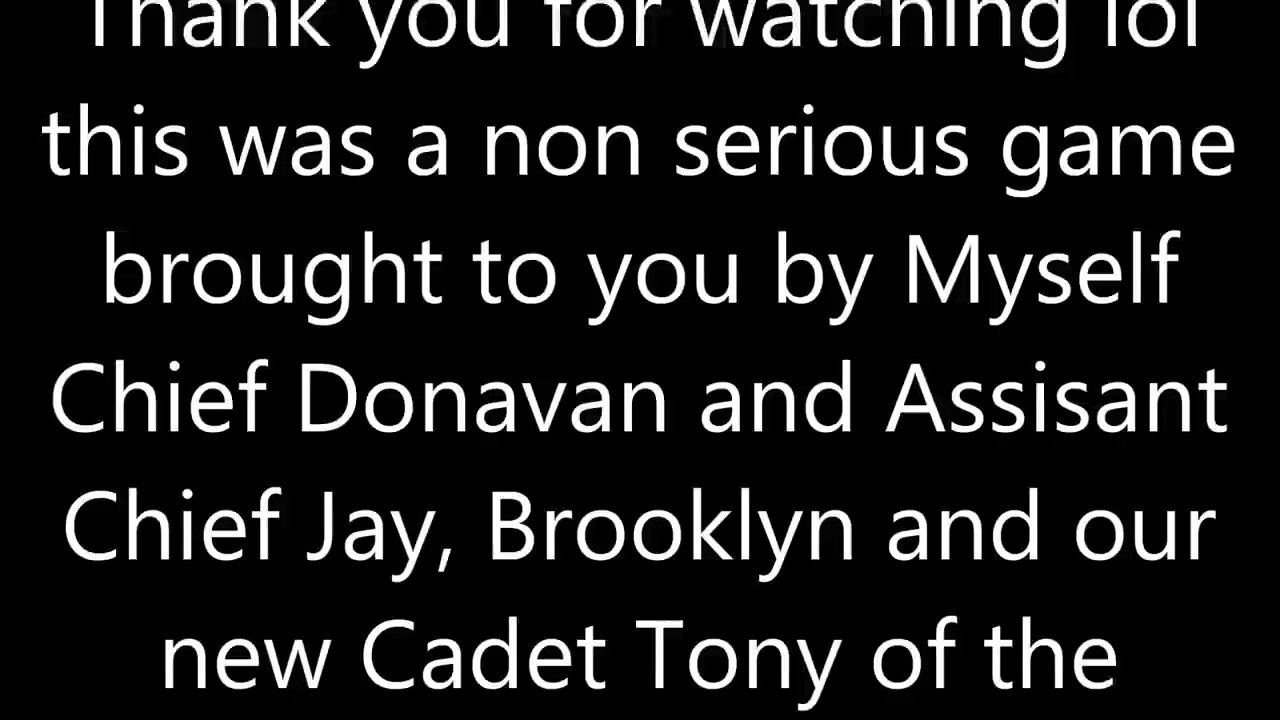 Thank you for watching lol
this was a non serious game
brought to you by Myself
Chief Donavan and Assisant
Chief Jay, Brooklyn and our
new Cadet Tony of the